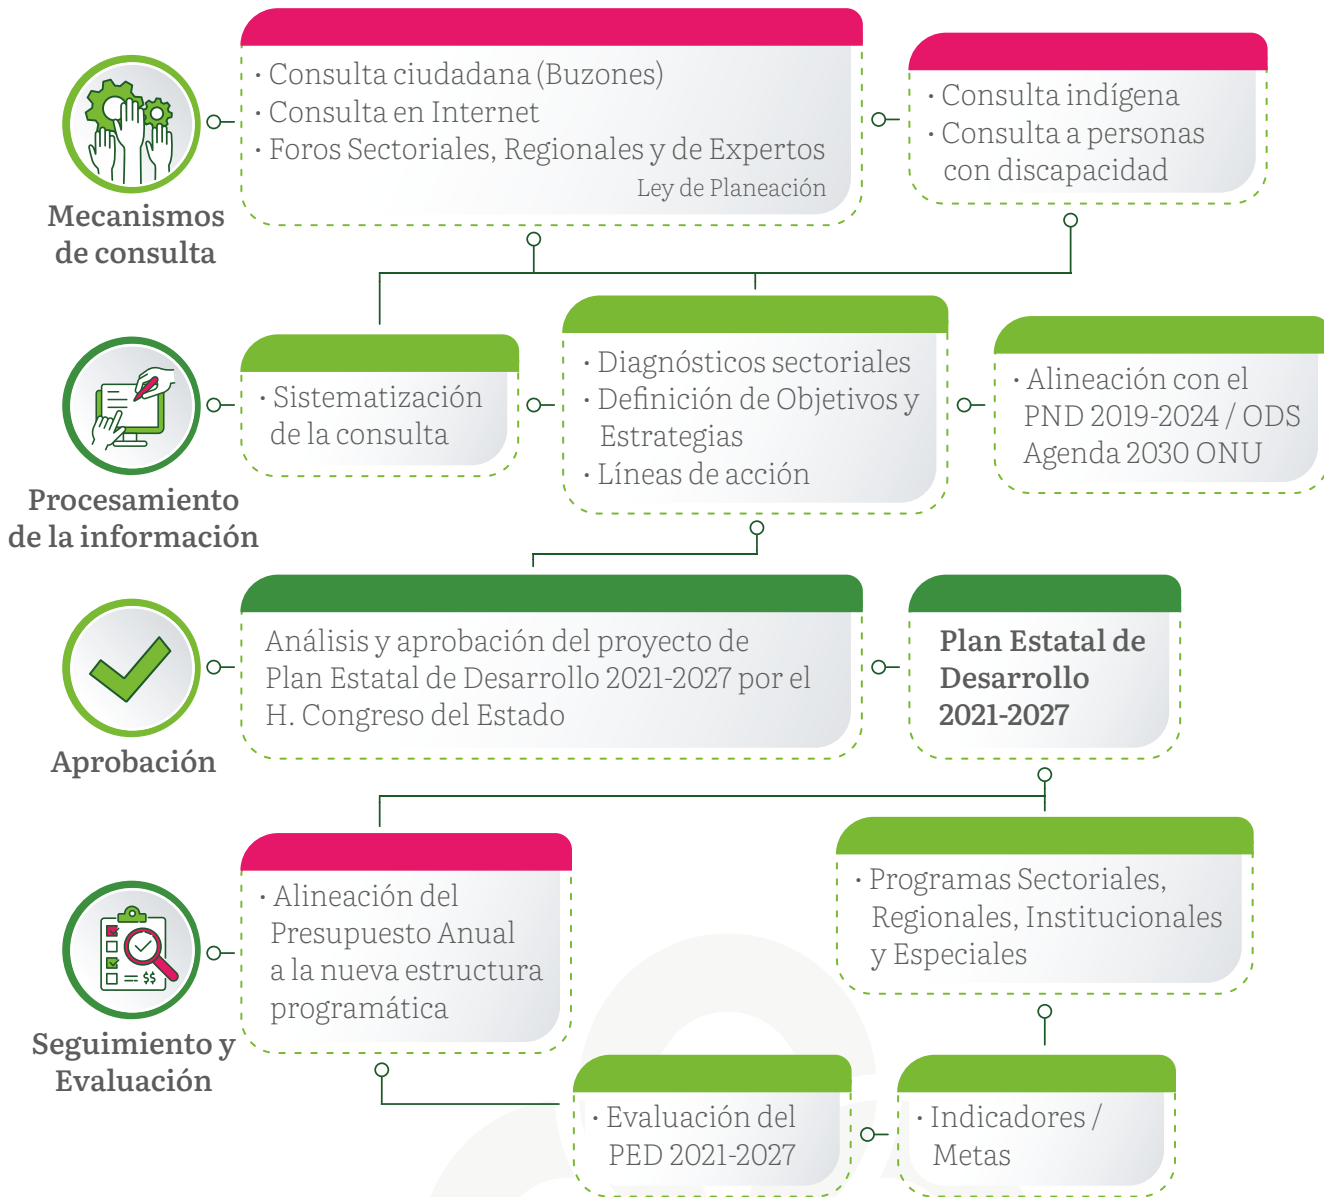 · Consulta ciudadana (Buzones)
· Consulta en Internet
· Foros Sectoriales, Regionales y de Expertos
Ley de Planeación
· Consulta indígena
· Consulta a personas
con discapacidad
Mecanismos
de consulta
· Sistematización
de la consulta
· Diagnósticos sectoriales
· Definición de Objetivos y
Estrategias
· Líneas de acción
· Alineación con el
PND 2019-2024 / ODS
Agenda 2030 ONU
Procesamiento
de la información
Análisis y aprobación del proyecto de
Plan Estatal de Desarrollo 2021-2027 por el
H. Congreso del Estado
Plan Estatal de
Desarrollo
2021-2027
Aprobación
· Alineación del
Presupuesto Anual
a la nueva estructura
programática
· Programas Sectoriales,
Regionales, Institucionales
y Especiales
$$
Seguimiento y
Evaluación
· Evaluación del
PED 2021-2027
· Indicadores /
Metas